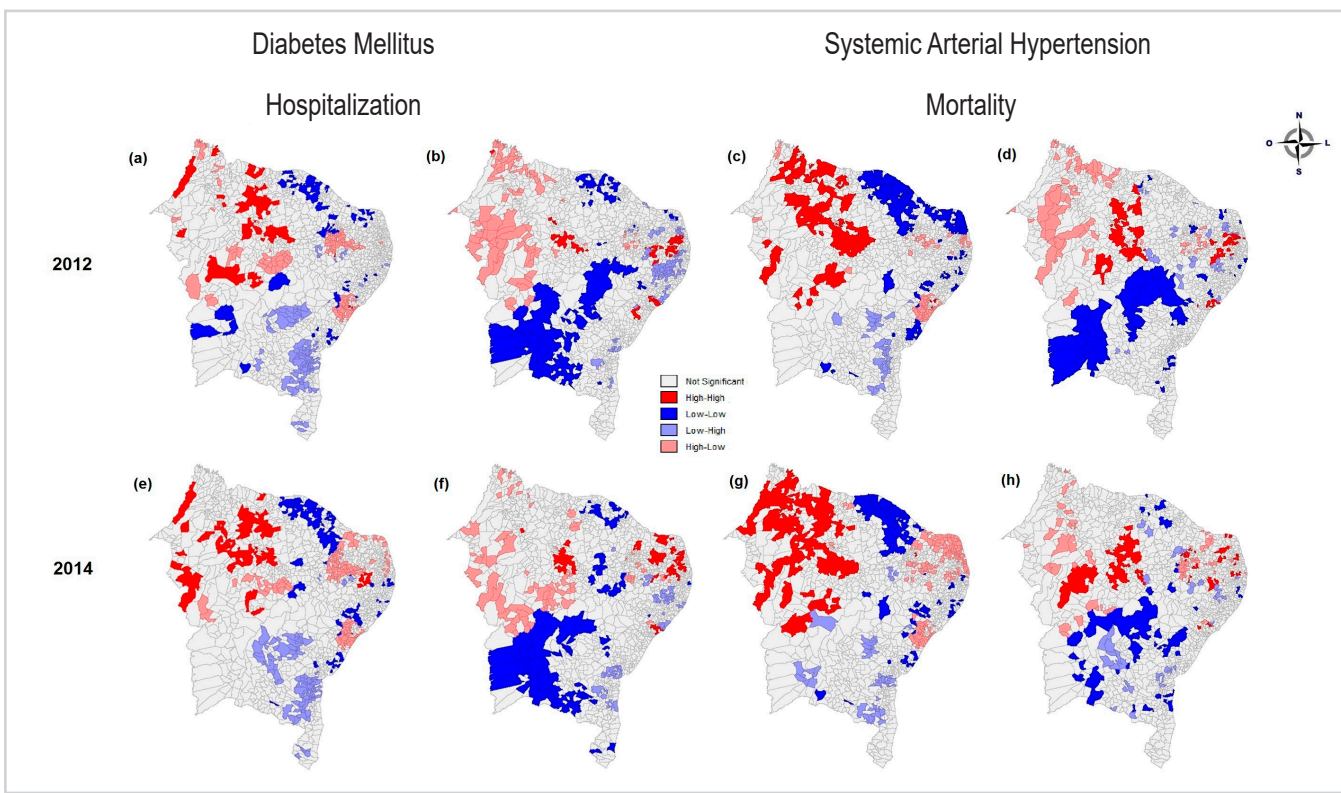 Diabetes Mellitus
Systemic Arterial Hypertension
Hospitalization
Mortality
N
O
L
S
(a)
(b)
(c)
(d)
2012
Not Significant
High-High
Low-Low
Low-High
High-Low
(e)
(f)
(g)
(h)
2014